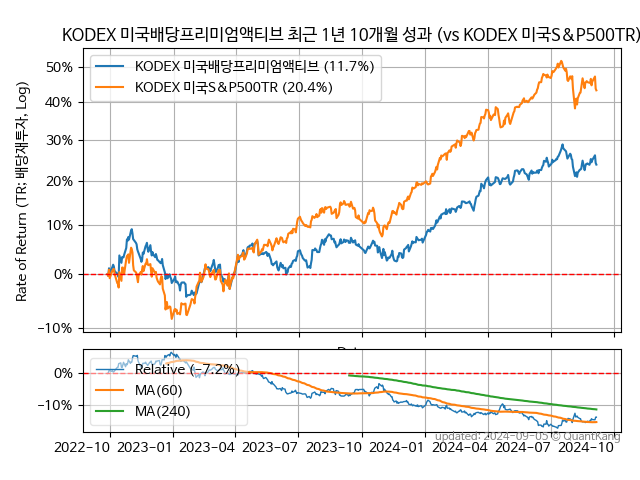 KODEX 미국배당프리미엄액티브 최근 1년 10개월 성과 (vs KODEX 미국S&P500TR)
Rate of Return (TR: 배당재투자, Log)
50%
40%
30%
20%
10%
0%
−10%
KODEX 미국배당프리미엄액티브 (11.7%)
KODEX 미국S&P500TR (20.4%)
0%
−10%
Relative (−7.2%)
MA(60)
MA(240)
2022−10 2023−01 2023−04 2023−07 2023−10 2024−01 2024−04 2024−07 2024−10
updated: 2024−09−05 © QuantKang